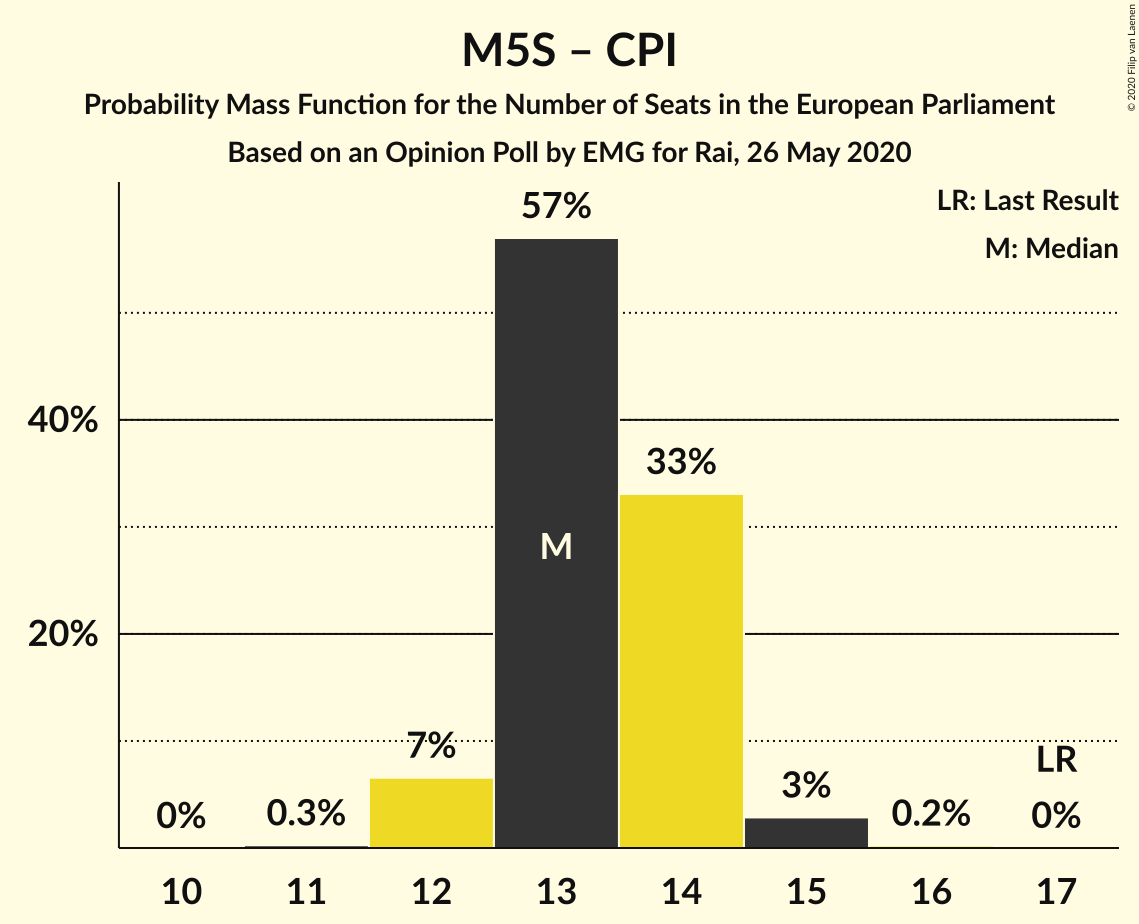 M5S – CPI
Probability Mass Function for the Number of Seats in the European Parliament
Based on an Opinion Poll by EMG for Rai, 26 May 2020
© 2020 Filip van Laenen
LR: Last Result
M: Median
57%
40%
33%
M
20%
7%
LR
3%
0%
0.3%
0.2%
0%
10 11 12 13 14 15 16 17